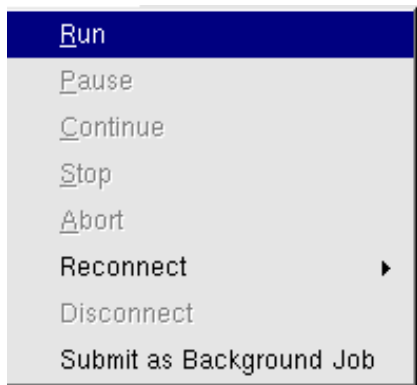 Run
Pause
Continue
Stop
Abort
Reconnect
Disconnect
Submit as Background Job